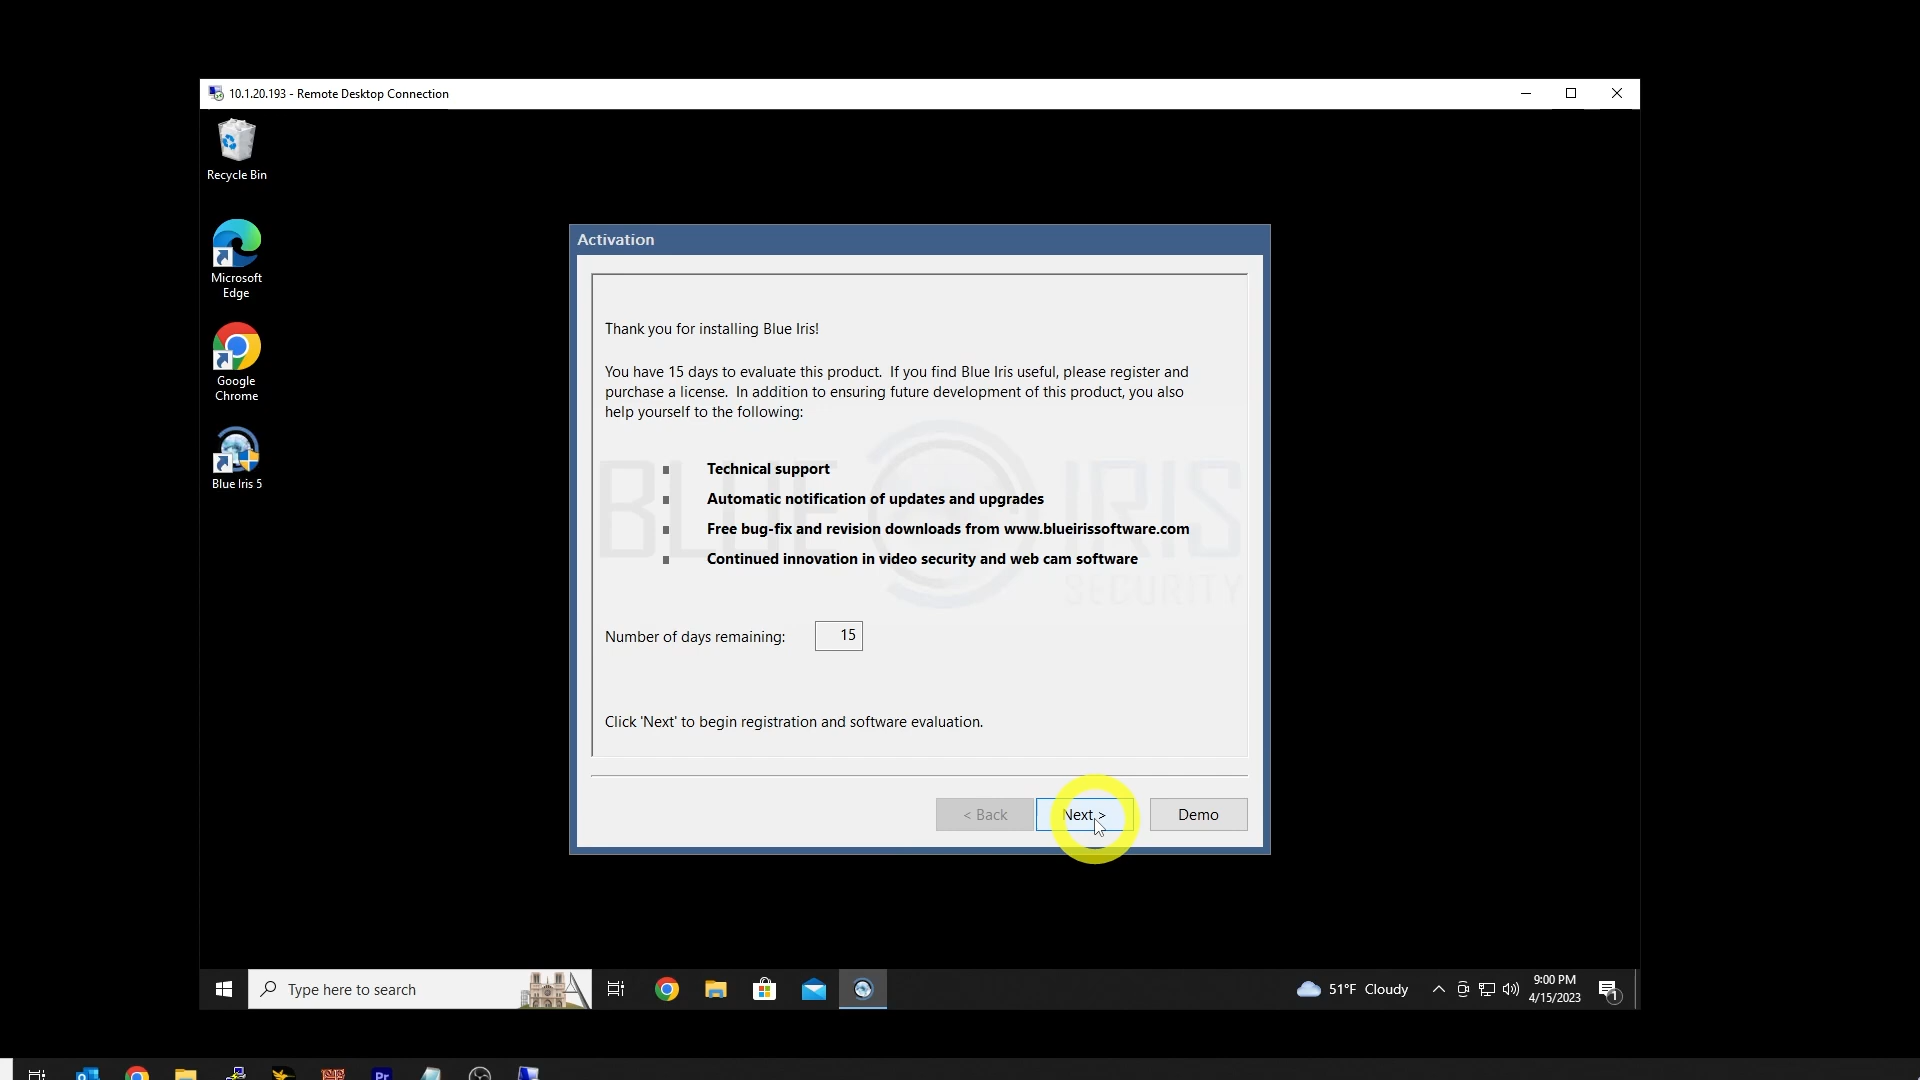 10.1.20.193 - Remote Desktop Connection
Recycle Bin
Microsoft
Edge
Google
Chrome
Blue Iris 5
Activation
Thank you for installing Blue Iris!
You have 15 days to evaluate this product. If you find Blue Iris useful, please register and
purchase a license. In addition to ensuring future development of this product, you also
help yourself to the following:
BLUE IRIS
SECURITY
Technical support
Automatic notification of updates and upgrades
Free bug-fix and revision downloads from www.blueirissoftware.com
Continued innovation in video security and web cam software
Number of days remaining: 15
Click 'Next' to begin registration and software evaluation.
< Back
Next >
Demo
Type here to search
51°F Cloudy
9:00 PM
4/15/2023
1
Pr